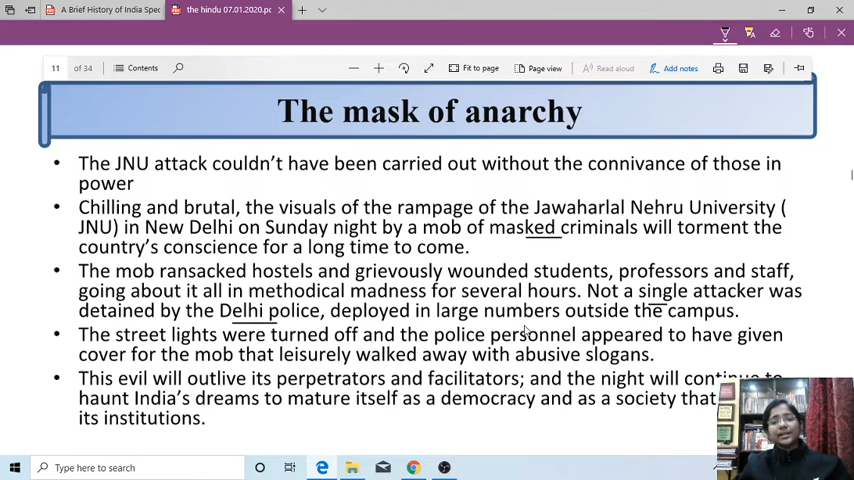 A Brief History of India Spec
the hindu 07.01.2020.pc
11 of 34 Contents Fit to page Page view Read aloud Add notes
The mask of anarchy
• The JNU attack couldn't have been carried out without the connivance of those in
power
• Chilling and brutal, the visuals of the rampage of the Jawaharlal Nehru University (
JNU) in New Delhi on Sunday night by a mob of masked criminals will torment the
country's conscience for a long time to come.
• The mob ransacked hostels and grievously wounded students, professors and staff,
going about it all in methodical madness for several hours. Not a single attacker was
detained by the Delhi police, deployed in large numbers outside the campus.
• The street lights were turned off and the police personnel appeared to have given
cover for the mob that leisurely walked away with abusive slogans.
• This evil will outlive its perpetrators and facilitators; and the night will continue to
haunt India's dreams to mature itself as a democracy and as a society that
its institutions.
Type here to search